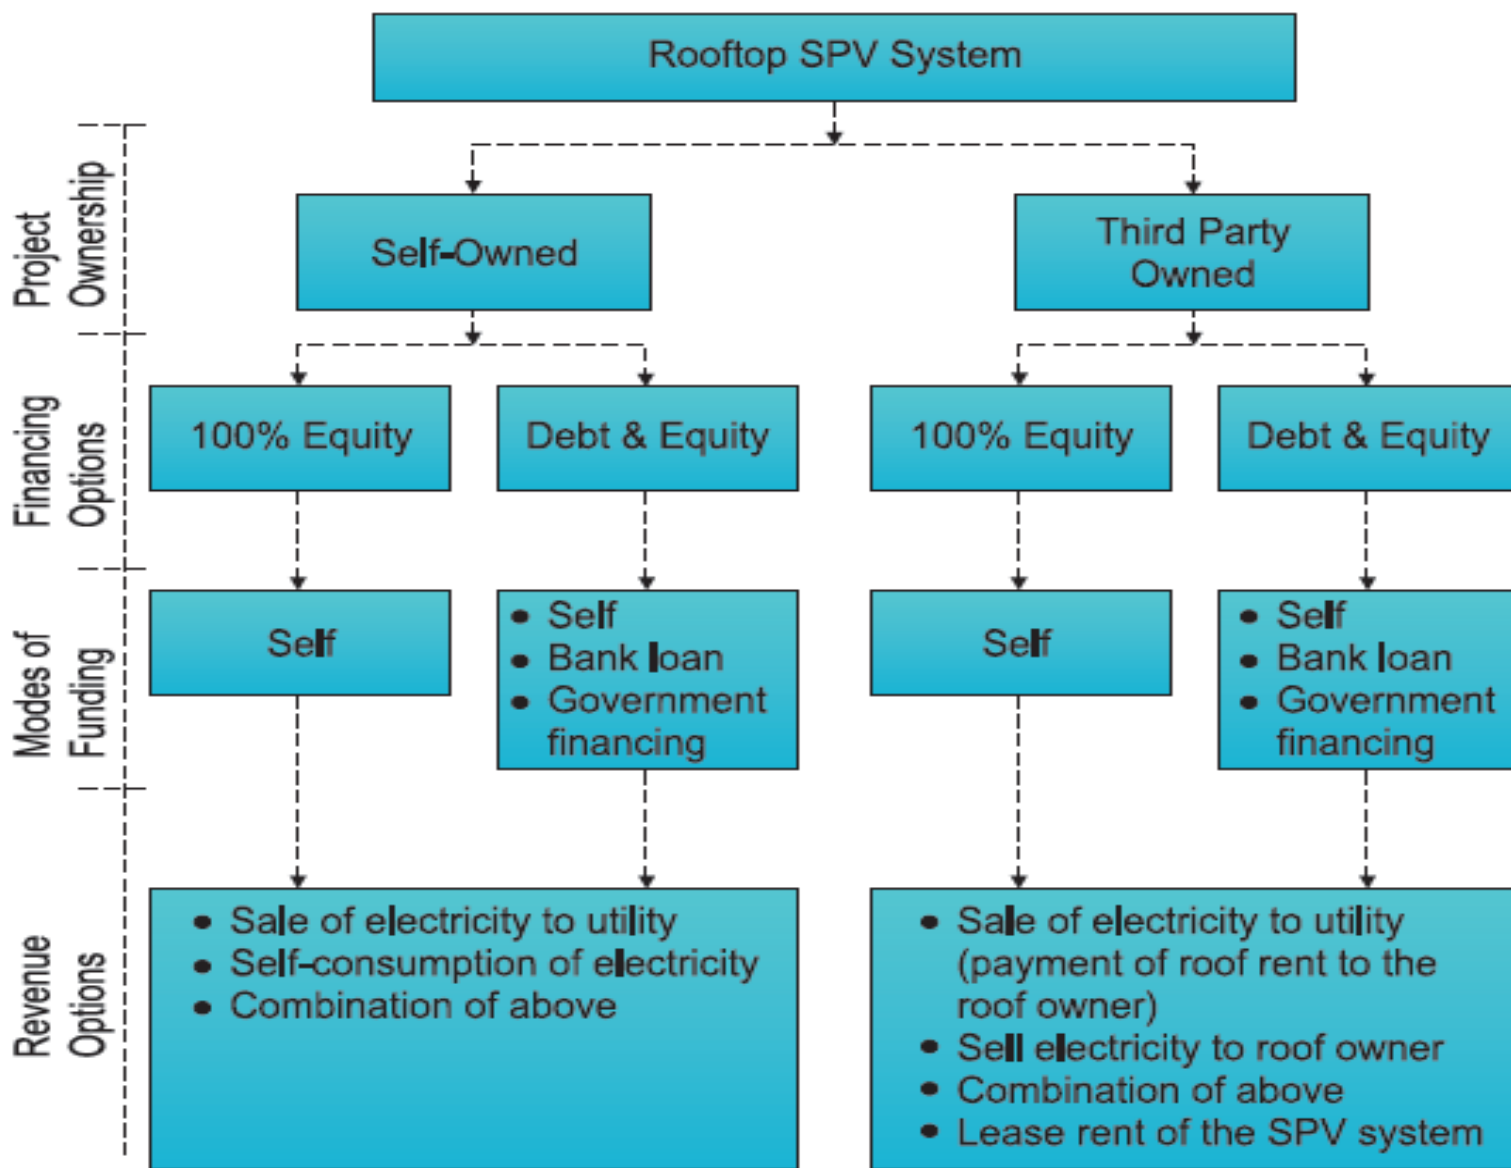 Rooftop SPV System
Project
Ownership
Self-Owned
Third Party
Owned
Financing
Options
100% Equity
Debt & Equity
100% Equity
Debt & Equity
Modes of
Funding
Self
• Self
• Bank loan
• Government
financing
Self
• Self
• Bank loan
• Government
financing
Revenue
Options
• Sale of electricity to utility
• Self-consumption of electricity
• Combination of above
• Sale of electricity to utility
(payment of roof rent to the
roof owner)
• Sell electricity to roof owner
• Combination of above
• Lease rent of the SPV system